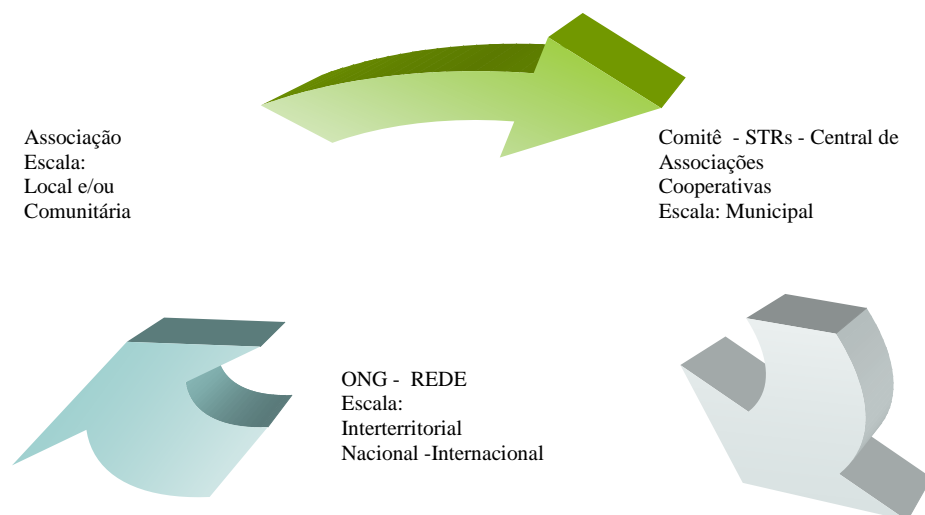 Associação
Escala:
Local e/ou
Comunitária
Comitê - STRs - Central de
Associações
Cooperativas
Escala: Municipal
ONG - REDE
Escala:
Interterritorial
Nacional -Internacional